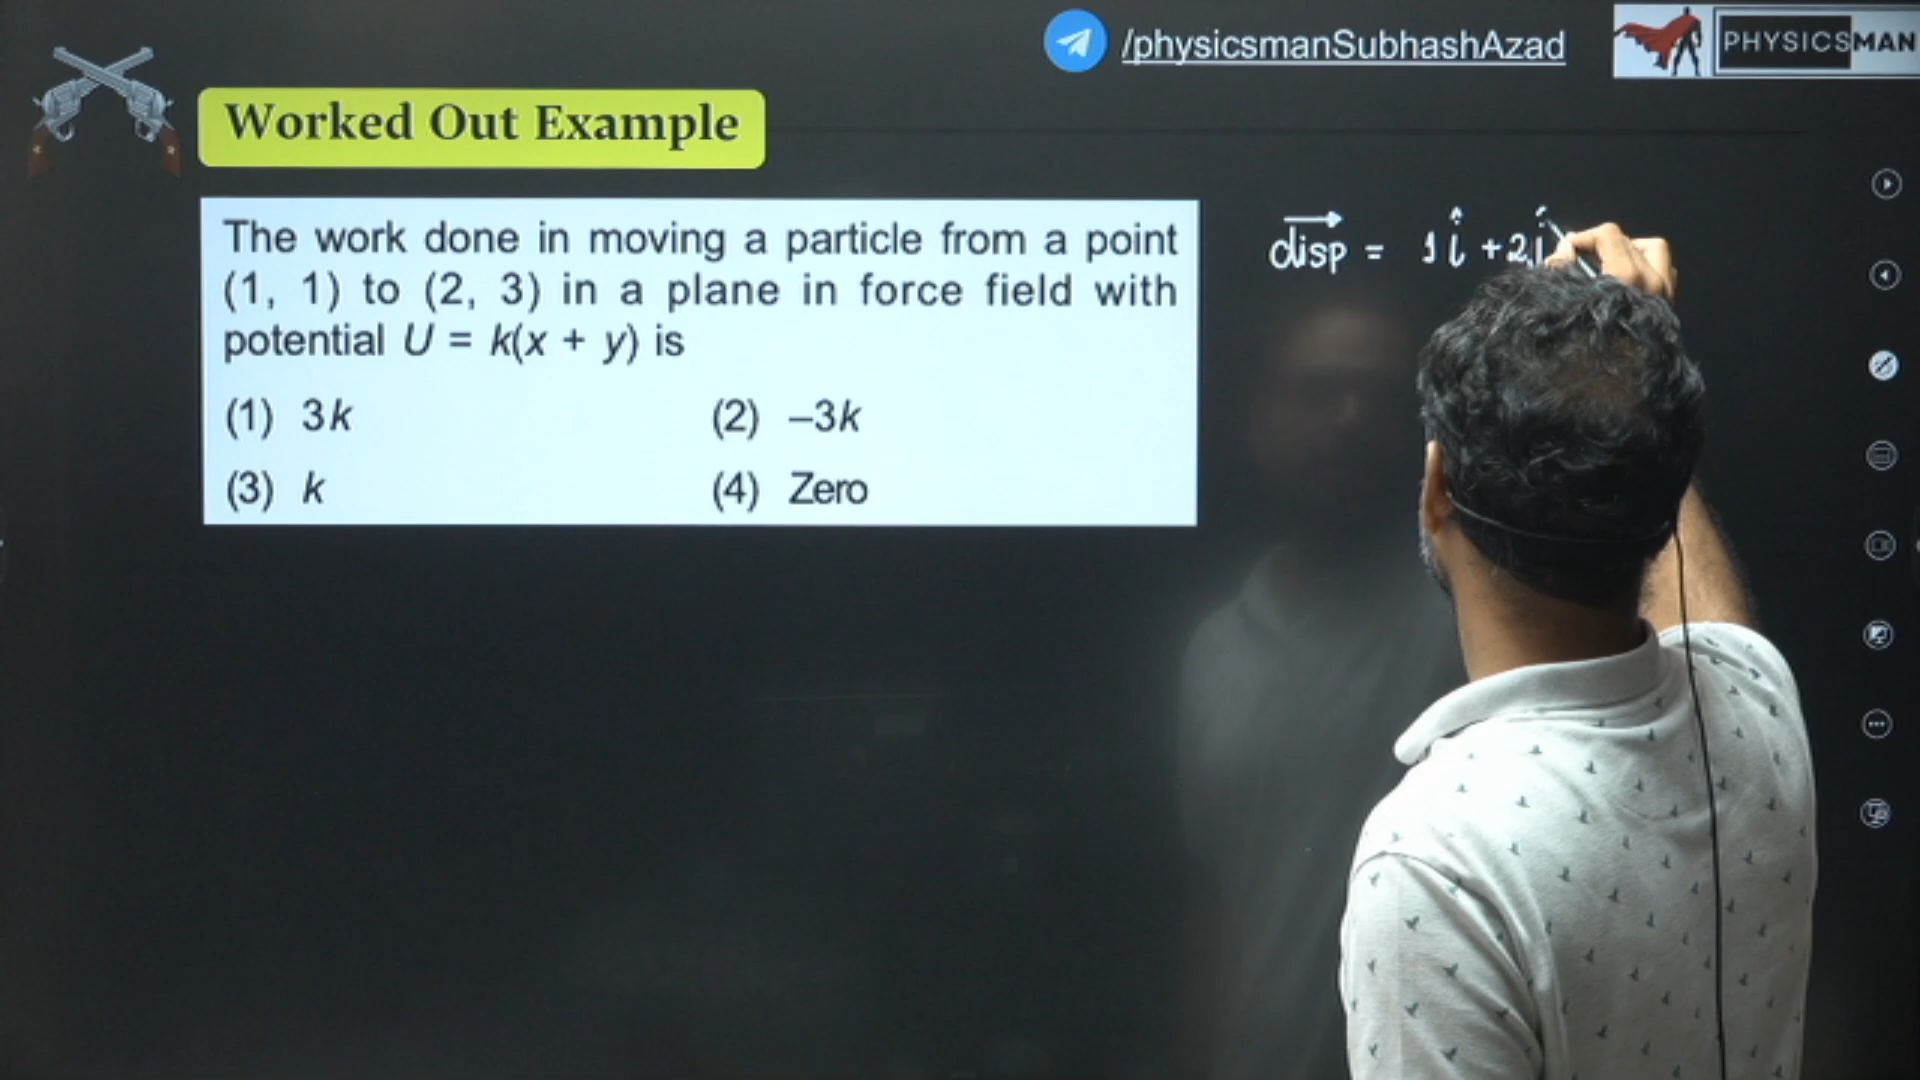 /physicsmanSubhashAzad
PHYSICSMAN
Worked Out Example
The work done in moving a particle from a point
(1, 1) to (2, 3) in a plane in force field with
potential U = k(x + y) is
(1) 3k (2) –3k
(3) k (4) Zero
disp = 1î + 2ĵ